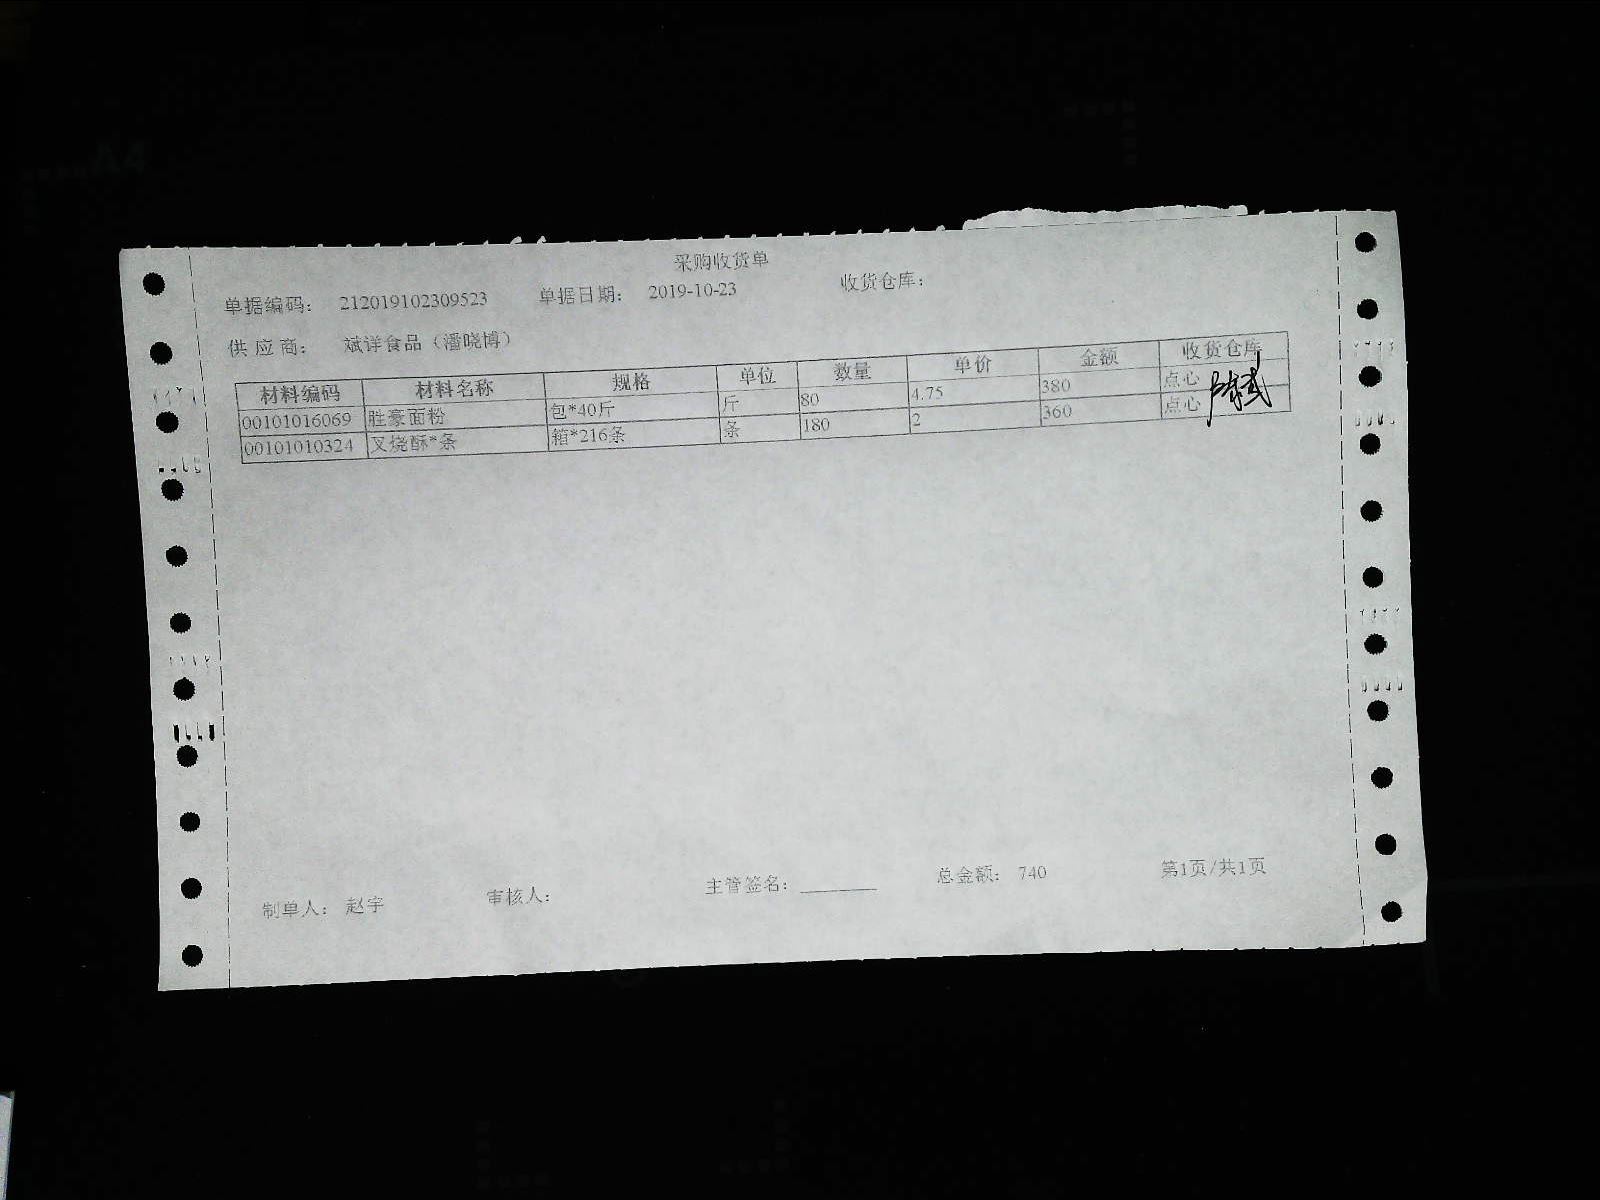 采购收货单
单据编码： 212019102309523 单据日期： 2019-10-23 收货仓库：
供 应 商： 斌详食品（潘晓博）
材料编码 材料名称 规格 单位 数量 单价 金额 收货仓库
00101016069 胜豪面粉 包*40斤 斤 80 4.75 380 点心
00101010324 叉烧酥*条 箱*216条 条 180 2 360 点心
制单人： 赵宇 审核人： 主管签名： 总金额： 740 第1页/共1页